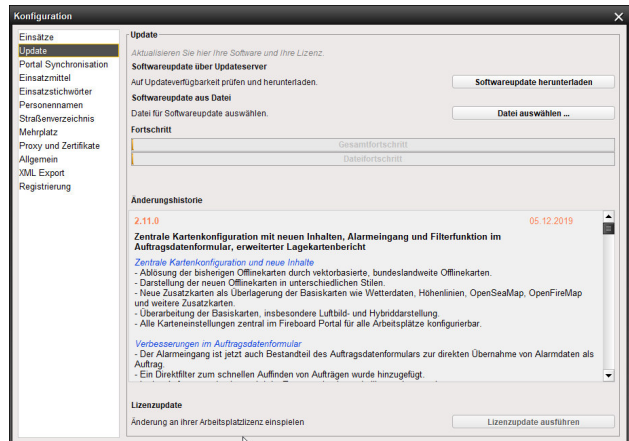 Konfiguration
Einsätze
Update
Portal Synchronisation
Einsatzmittel
Einsatzstichwörter
Personennamen
Straßenverzeichnis
Mehrplatz
Proxy und Zertifikate
Allgemein
XML Export
Registrierung
Update
Aktualisieren Sie hier Ihre Software und Ihre Lizenz.
Softwareupdate über Updateserver
Auf Updateverfügbarkeit prüfen und herunterladen.
Softwareupdate herunterladen
Softwareupdate aus Datei
Datei für Softwareupdate auswählen.
Datei auswählen ...
Fortschritt
Gesamtfortschritt
Dateifortschritt
Änderungshistorie
2.11.0 05.12.2019
Zentrale Kartenkonfiguration mit neuen Inhalten, Alarmeingang und Filterfunktion im
Auftragsdatenformular, erweiterter Lagekartenbericht
Zentrale Kartenkonfiguration und neue Inhalte
- Ablösung der bisherigen Offlinekarten durch vektorbasierte, bundeslandweite Offlinekarten.
- Darstellung der neuen Offlinekarten in unterschiedlichen Stilen.
- Neue Zusatzkarten als Überlagerung der Basiskarten wie Wetterdaten, Höhenlinien, OpenSeaMap, OpenFireMap
und weitere Zusatzkarten.
- Überarbeitung der Basiskarten, insbesondere Luftbild- und Hybriddarstellung.
- Alle Karteneinstellungen zentral im Fireboard Portal für alle Arbeitsplätze konfigurierbar.
Verbesserungen im Auftragsdatenformular
- Der Alarmeingang ist jetzt auch Bestandteil des Auftragsdatenformulars zur direkten Übernahme von Alarmdaten als
Auftrag.
- Ein Direktfilter zum schnellen Auffinden von Aufträgen wurde hinzugefügt.
Lizenzupdate
Änderung an ihrer Arbeitsplatzlizenz einspielen
Lizenzupdate ausführen